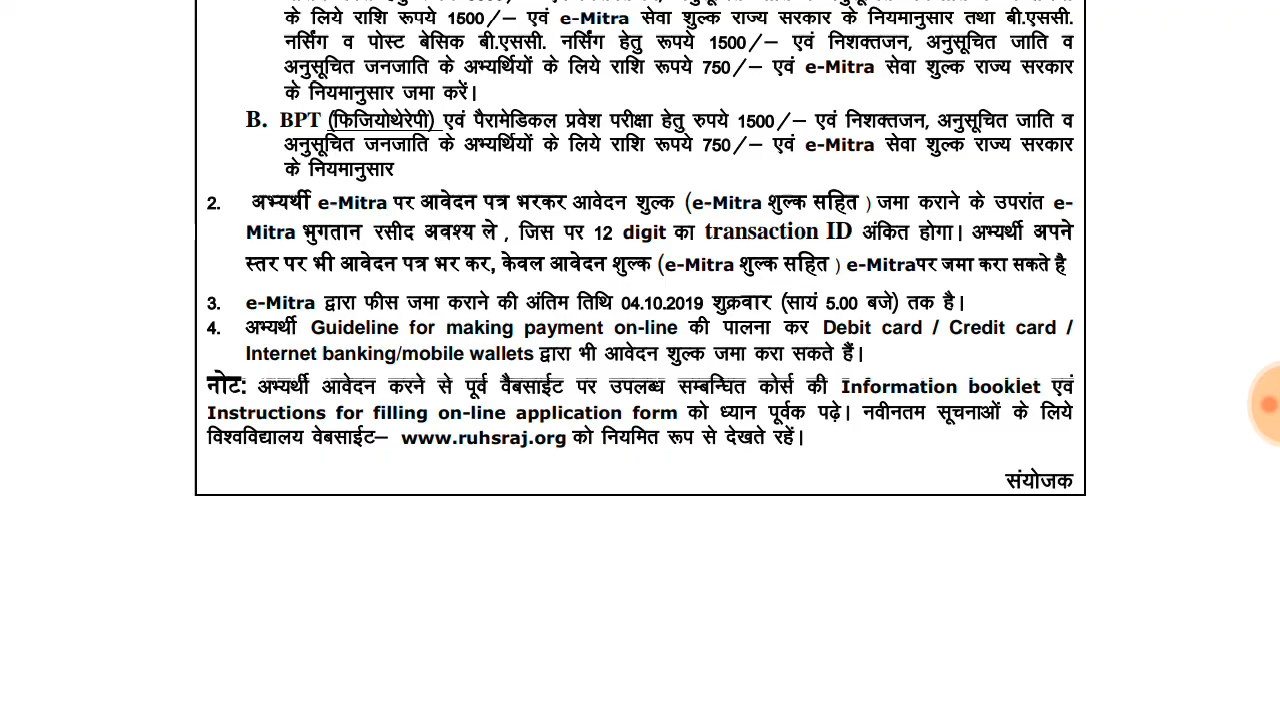 के लिये राशि रूपये 1500/– एवं e-Mitra सेवा शुल्क राज्य सरकार के नियमानुसार तथा बी.एससी.
नर्सिंग व पोस्ट बेसिक बी.एससी. नर्सिंग हेतु रूपये 1500/– एवं निशक्तजन, अनुसूचित जाति व
अनुसूचित जनजाति के अभ्यर्थियों के लिये राशि रूपये 750/– एवं e-Mitra सेवा शुल्क राज्य सरकार
के नियमानुसार जमा करें।
B. BPT (फिजियोथेरेपी) एवं पैरामेडिकल प्रवेश परीक्षा हेतु रुपये 1500/– एवं निशक्तजन, अनुसूचित जाति व
अनुसूचित जनजाति के अभ्यर्थियों के लिये राशि रूपये 750/– एवं e-Mitra सेवा शुल्क राज्य सरकार
के नियमानुसार
2. अभ्यर्थी e-Mitra पर आवेदन पत्र भरकर आवेदन शुल्क (e-Mitra शुल्क सहित ) जमा कराने के उपरांत e-
Mitra भुगतान रसीद अवश्य ले , जिस पर 12 digit का transaction ID अंकित होगा। अभ्यर्थी अपने
स्तर पर भी आवेदन पत्र भर कर, केवल आवेदन शुल्क (e-Mitra शुल्क सहित ) e-Mitraपर जमा करा सकते है
3. e-Mitra द्वारा फीस जमा कराने की अंतिम तिथि 04.10.2019 शुक्रवार (सायं 5.00 बजे) तक है।
4. अभ्यर्थी Guideline for making payment on-line की पालना कर Debit card / Credit card /
Internet banking/mobile wallets द्वारा भी आवेदन शुल्क जमा करा सकते हैं।
नोट: अभ्यर्थी आवेदन करने से पूर्व वैबसाईट पर उपलब्ध सम्बन्धित कोर्स की Information booklet एवं
Instructions for filling on-line application form को ध्यान पूर्वक पढ़े। नवीनतम सूचनाओं के लिये
विश्वविद्यालय वेबसाईट– www.ruhsraj.org को नियमित रूप से देखते रहें।
संयोजक